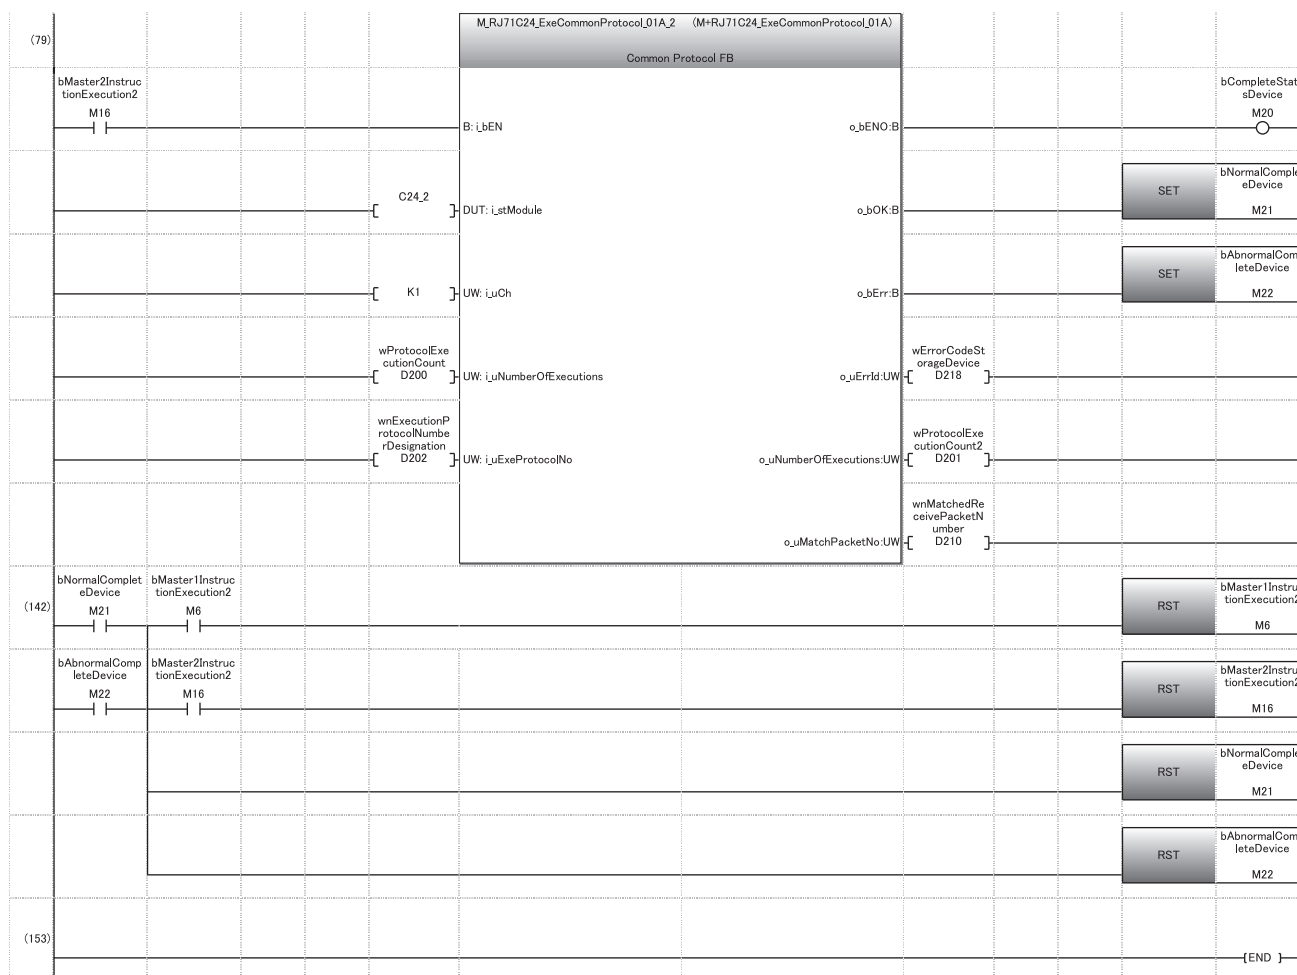 (79)
M_RJ71C24_ExeCommonProtocol_01A_2 (M+RJ71C24_ExeCommonProtocol_01A)
Common Protocol FB
bMaster2Instruc
tionExecution2
M16
B: i_bEN
o_bENO:B
bCompleteStat
sDevice
M20
C24_2
DUT: i_stModule
o_bOK:B
SET
bNormalComple
eDevice
M21
K1
UW: i_uCh
o_bErr:B
SET
bAbnormalCom
leteDevice
M22
wProtocolExe
cutionCount
D200
UW: i_uNumberOfExecutions
o_uErrId:UW
wErrorCodeSt
orageDevice
D218
wnExecutionP
rotocolNumbe
rDesignation
D202
UW: i_uExeProtocolNo
o_uNumberOfExecutions:UW
wProtocolExe
cutionCount2
D201
o_uMatchPacketNo:UW
wnMatchedRe
ceivePacketN
umber
D210
(142)
bNormalComplet
eDevice
M21
bMaster1Instruc
tionExecution2
M6
RST
bMaster1Instru
tionExecution2
M6
bAbnormalComp
leteDevice
M22
bMaster2Instruc
tionExecution2
M16
RST
bMaster2Instru
tionExecution2
M16
RST
bNormalComple
eDevice
M21
RST
bAbnormalCom
leteDevice
M22
(153)
[END ]